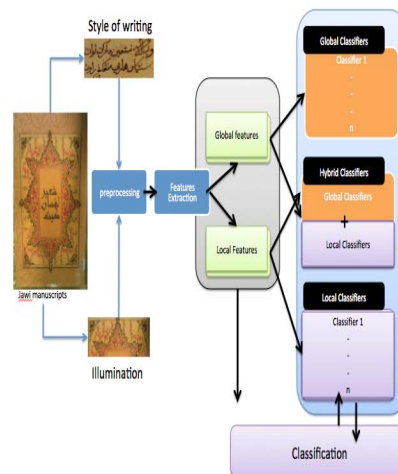 Style of writing
Jawi manuscripts
Illumination
preprocessing
Features
Extraction
Global features
Local Features
Global Classifiers
Classifier 1
-
-
-
-
n
Hybrid Classifiers
Global Classifiers
+
Local Classifiers
Local Classifiers
Classifier 1
-
-
-
-
n
Classification